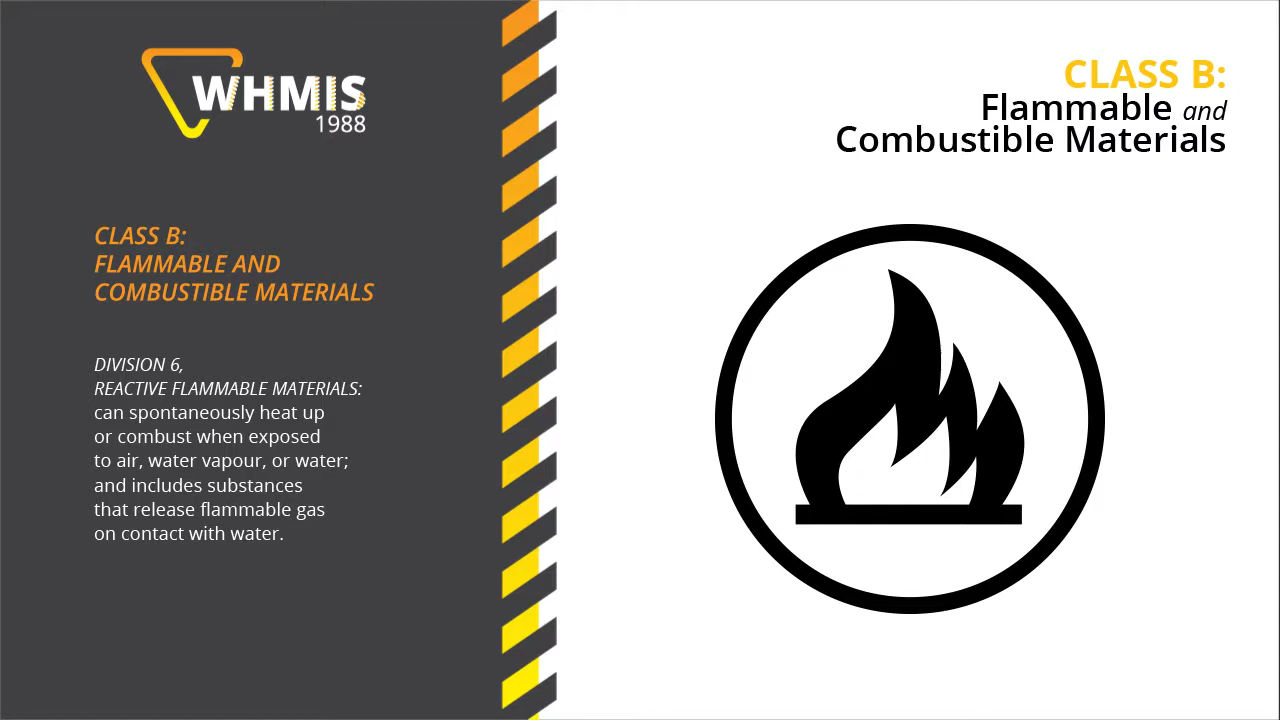 WHMIS
1988
CLASS B:
FLAMMABLE AND
COMBUSTIBLE MATERIALS
DIVISION 6,
REACTIVE FLAMMABLE MATERIALS:
can spontaneously heat up
or combust when exposed
to air, water vapour, or water;
and includes substances
that release flammable gas
on contact with water.
CLASS B:
Flammable and
Combustible Materials